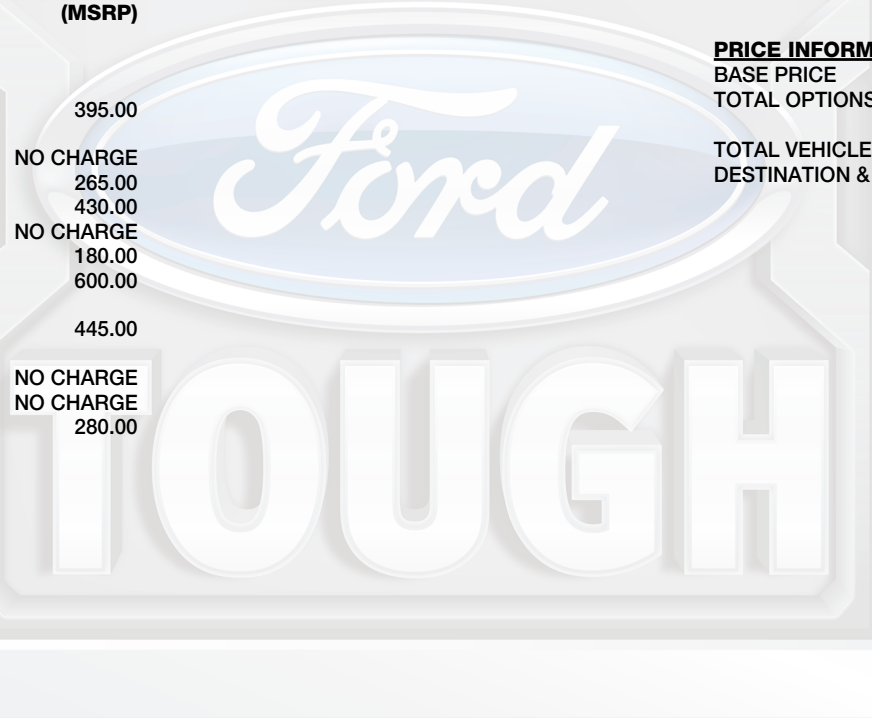 (MSRP)
395.00
NO CHARGE
265.00
430.00
NO CHARGE
180.00
600.00
445.00
NO CHARGE
NO CHARGE
280.00
PRICE INFORM
BASE PRICE
TOTAL OPTIONS
TOTAL VEHICLE
DESTINATION &
Ford
TOUGH